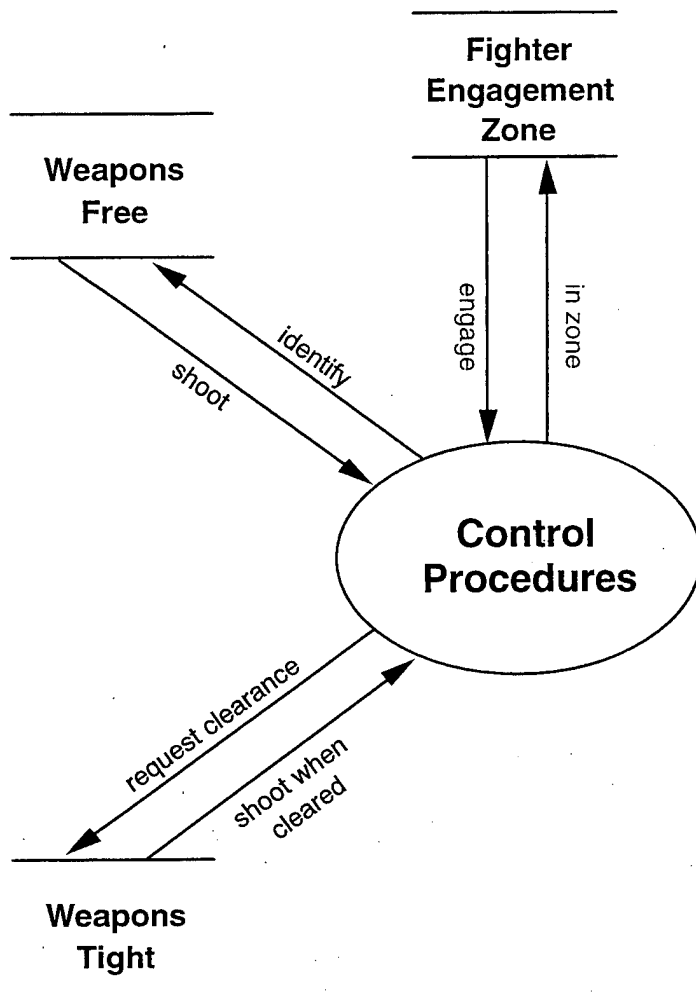 Fighter
Engagement
Zone
Weapons
Free
engage
in zone
identify
shoot
Control
Procedures
request clearance
shoot when
cleared
Weapons
Tight